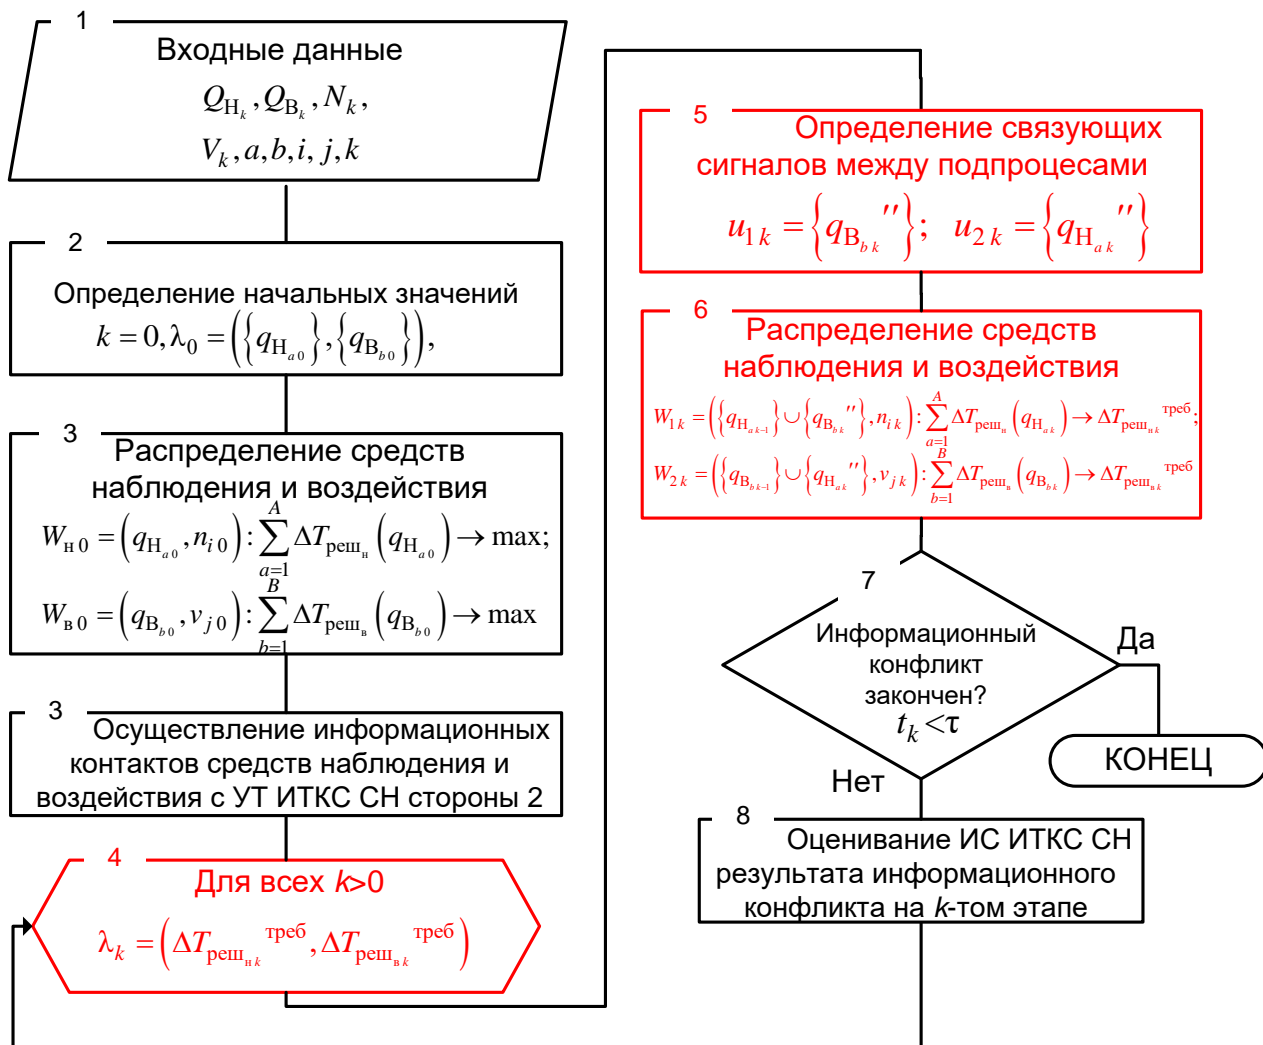 1
Входные данные
Q_{Н_k}, Q_{В_k}, N_k,
V_k, a, b, i, j, k
2
Определение начальных значений
k = 0, λ_0 = ({q_{Н_{a0}}}, {q_{В_{b0}}}),
3
Распределение средств
наблюдения и воздействия
W_{н0} = (q_{Н_{a0}}, n_{i0}): \sum_{a=1}^{A} ΔT_{реш_н} (q_{Н_{a0}}) → max;
W_{в0} = (q_{В_{b0}}, v_{j0}): \sum_{b=1}^{B} ΔT_{реш_в} (q_{В_{b0}}) → max
3
Осуществление информационных
контактов средств наблюдения и
воздействия с УТ ИТКС СН стороны 2
4
Для всех k>0
λ_k = (ΔT_{реш_{нk}}^{треб}, ΔT_{реш_{вk}}^{треб})
5
Определение связующих
сигналов между подпроцесами
u_{1k} = {q_{В_{bk}}''}; u_{2k} = {q_{Н_{ak}}''}
6
Распределение средств
наблюдения и воздействия
W_{1k} = ({q_{Н_{ak-1}}} ∪ {q_{В_{bk}}''}, n_{ik}): \sum_{a=1}^{A} ΔT_{реш_н} (q_{Н_{ak}}) → ΔT_{реш_{нk}}^{треб};
W_{2k} = ({q_{В_{bk-1}}} ∪ {q_{Н_{ak}}''}, v_{jk}): \sum_{b=1}^{B} ΔT_{реш_в} (q_{В_{bk}}) → ΔT_{реш_{вk}}^{треб}
7
Информационный
конфликт
закончен?
t_k <τ
Да
КОНЕЦ
Нет
8
Оценивание ИС ИТКС СН
результата информационного
конфликта на k-том этапе